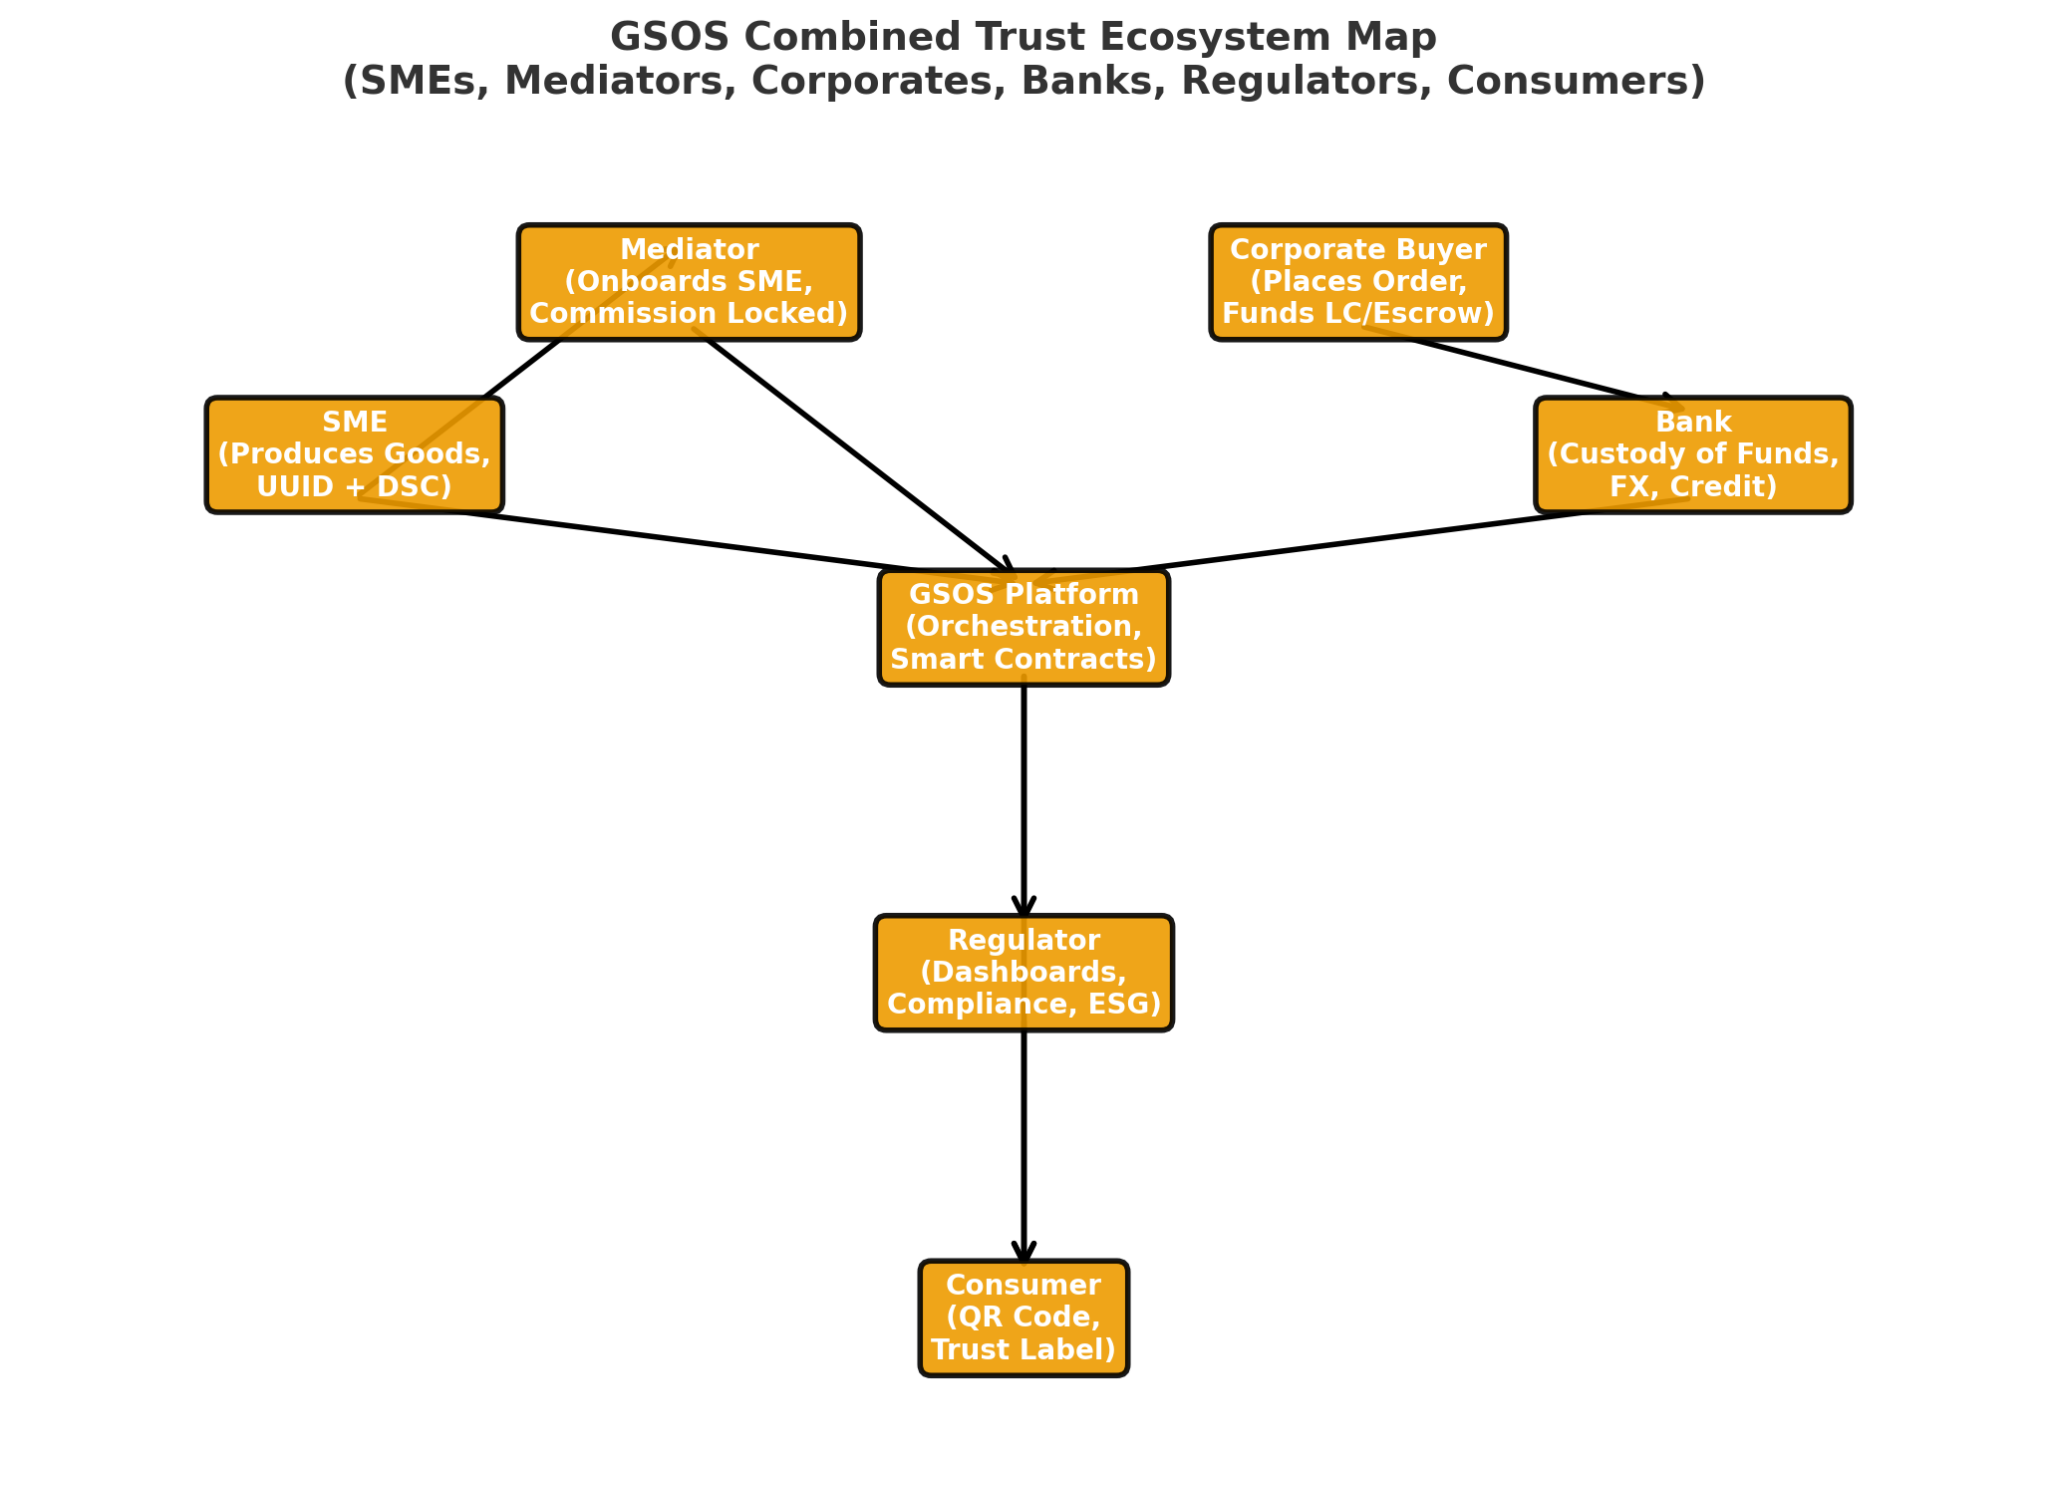 GSOS Combined Trust Ecosystem Map
(SMEs, Mediators, Corporates, Banks, Regulators, Consumers)
Mediator
(Onboards SME,
Commission Locked)
Corporate Buyer
(Places Order,
Funds LC/Escrow)
SME
(Produces Goods,
UUID + DSC)
Bank
(Custody of Funds,
FX, Credit)
GSOS Platform
(Orchestration,
Smart Contracts)
Regulator
(Dashboards,
Compliance, ESG)
Consumer
(QR Code,
Trust Label)